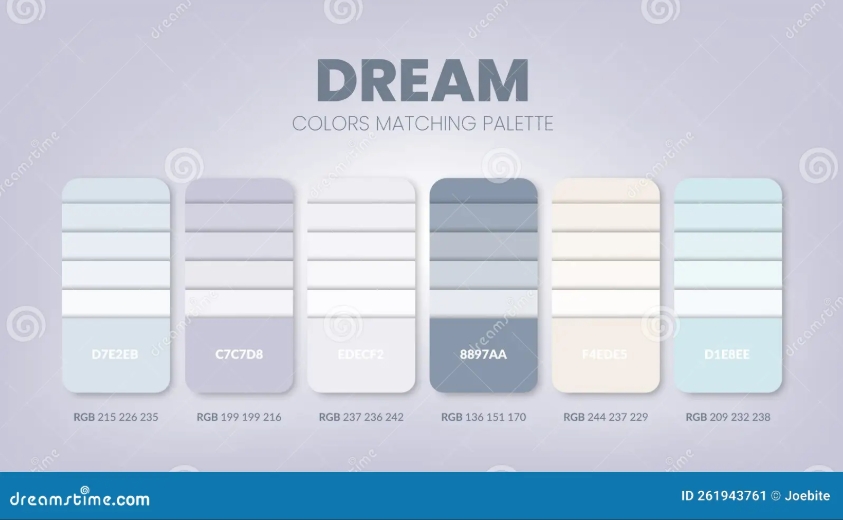 DREAM
COLORS MATCHING PALETTE
D7E2EB
C7C7D8
EDECF2
8897AA
F4EDE5
D1E8EE
RGB 215 226 235
RGB 199 199 216
RGB 237 236 242
RGB 136 151 170
RGB 244 237 229
RGB 209 232 238
dreamstime.com
ID 261943761 © Joebite